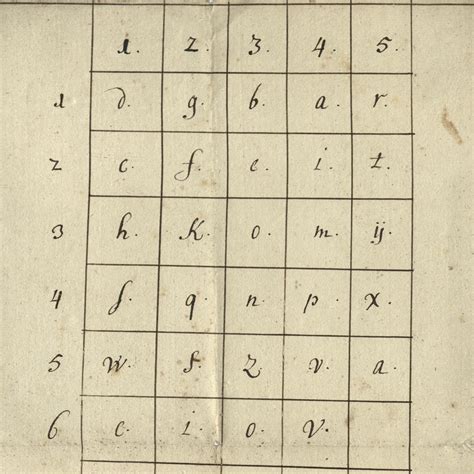 1. 2. 3. 4. 5.
1 d. g. b. a. r.
2 c. f. e. i. t.
3 h. K. o. m. ij.
4 l. q. n. p. x.
5 w. s. z. v. a.
6 e. i. o. v.